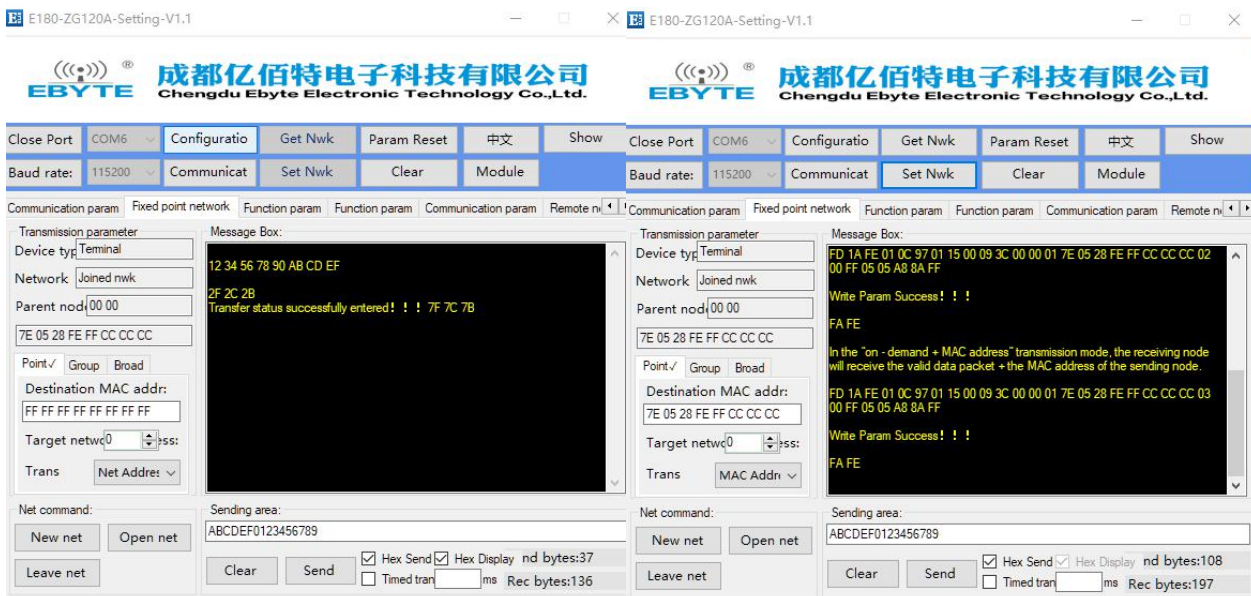 E180-ZG120A-Setting-V1.1
EBYTE ®
成都亿佰特电子科技有限公司
Chengdu Ebyte Electronic Technology Co.,Ltd.
Close Port COM6 Configuratio Get Nwk Param Reset 中文 Show
Baud rate: 115200 Communicat Set Nwk Clear Module
Communication param Fixed point network Function param Function param Communication param Remote n
Transmission parameter
Device typ Terminal
Network Joined nwk
Parent nod 00 00
7E 05 28 FE FF CC CC CC
Point√ Group Broad
Destination MAC addr:
FF FF FF FF FF FF FF FF
Target netwo 0 ess:
Trans Net Addres
Message Box:
12 34 56 78 90 AB CD EF
2F 2C 2B
Transfer status successfully entered！！！ 7F 7C 7B
Net command:
New net Open net
Leave net
Sending area:
ABCDEF0123456789
Clear Send
Hex Send Hex Display nd bytes:37
Timed tran ms Rec bytes:136
E180-ZG120A-Setting-V1.1
EBYTE ®
成都亿佰特电子科技有限公司
Chengdu Ebyte Electronic Technology Co.,Ltd.
Close Port COM6 Configuratio Get Nwk Param Reset 中文 Show
Baud rate: 115200 Communicat Set Nwk Clear Module
Communication param Fixed point network Function param Function param Communication param Remote n
Transmission parameter
Device typ Terminal
Network Joined nwk
Parent nod 00 00
7E 05 28 FE FF CC CC CC
Point√ Group Broad
Destination MAC addr:
7E 05 28 FE FF CC CC CC
Target netwo 0 ess:
Trans MAC Addr
Message Box:
FD 1A FE 01 0C 97 01 15 00 09 3C 00 00 01 7E 05 28 FE FF CC CC CC 02
00 FF 05 05 A8 8A FF
Write Param Success！！！
FA FE
In the "on - demand + MAC address" transmission mode, the receiving node
will receive the valid data packet + the MAC address of the sending node.
FD 1A FE 01 0C 97 01 15 00 09 3C 00 00 01 7E 05 28 FE FF CC CC CC 03
00 FF 05 05 A8 8A FF
Write Param Success！！！
FA FE
Net command:
New net Open net
Leave net
Sending area:
ABCDEF0123456789
Clear Send
Hex Send Hex Display nd bytes:108
Timed tran ms Rec bytes:197